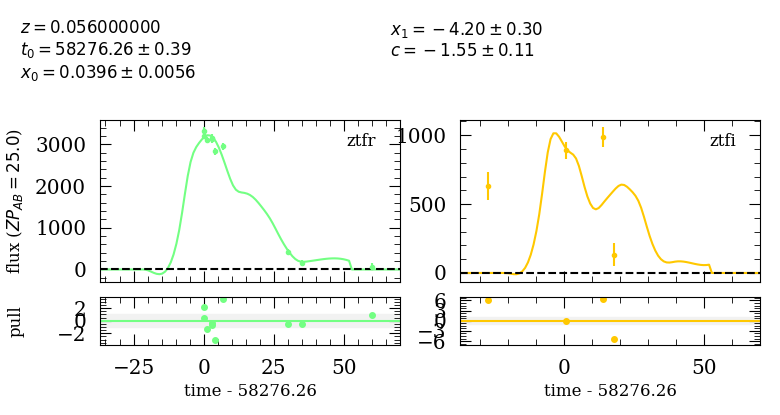 z = 0.056000000
t0 = 58276.26 ± 0.39
x0 = 0.0396 ± 0.0056
x1 = −4.20 ± 0.30
c = −1.55 ± 0.11
flux (ZPAB = 25.0)
3000
2000
1000
0
ztfr
1000
500
0
ztfi
pull
2
0
−2
6
3
0
−3
−6
−25 0 25 50
0 50
time - 58276.26
time - 58276.26